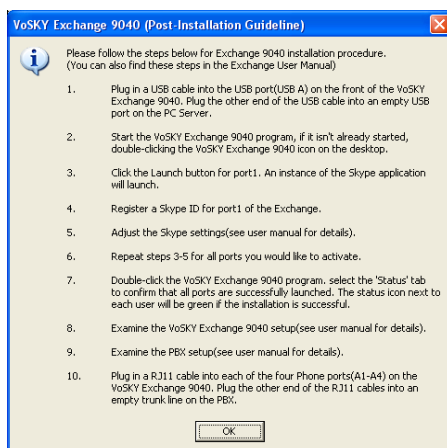 VoSKY Exchange 9040 (Post-Installation Guideline)
Please follow the steps below for Exchange 9040 installation procedure.
(You can also find these steps in the Exchange User Manual)
1. Plug in a USB cable into the USB port(USB A) on the front of the VoSKY
Exchange 9040. Plug the other end of the USB cable into an empty USB
port on the PC Server.
2. Start the VoSKY Exchange 9040 program, if it isn't already started,
double-clicking the VoSKY Exchange 9040 icon on the desktop.
3. Click the Launch button for port1. An instance of the Skype application
will launch.
4. Register a Skype ID for port1 of the Exchange.
5. Adjust the Skype settings(see user manual for details).
6. Repeat steps 3-5 for all ports you would like to activate.
7. Double-click the VoSKY Exchange 9040 program. select the 'Status' tab
to confirm that all ports are successfully launched. The status icon next to
each user will be green if the installation is successful.
8. Examine the VoSKY Exchange 9040 setup(see user manual for details).
9. Examine the PBX setup(see user manual for details).
10. Plug in a RJ11 cable into each of the four Phone ports(A1-A4) on the
VoSKY Exchange 9040. Plug the other end of the RJ11 cables into an
empty trunk line on the PBX.
OK